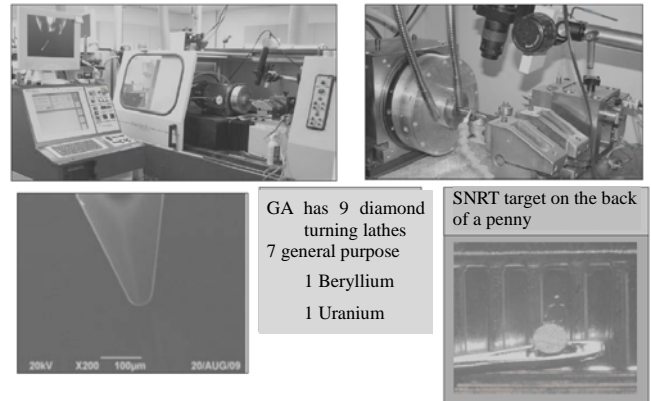 GA has 9 diamond
turning lathes
7 general purpose
1 Beryllium
1 Uranium
SNRT target on the back
of a penny
20kV X200 100μm 20/AUG/09